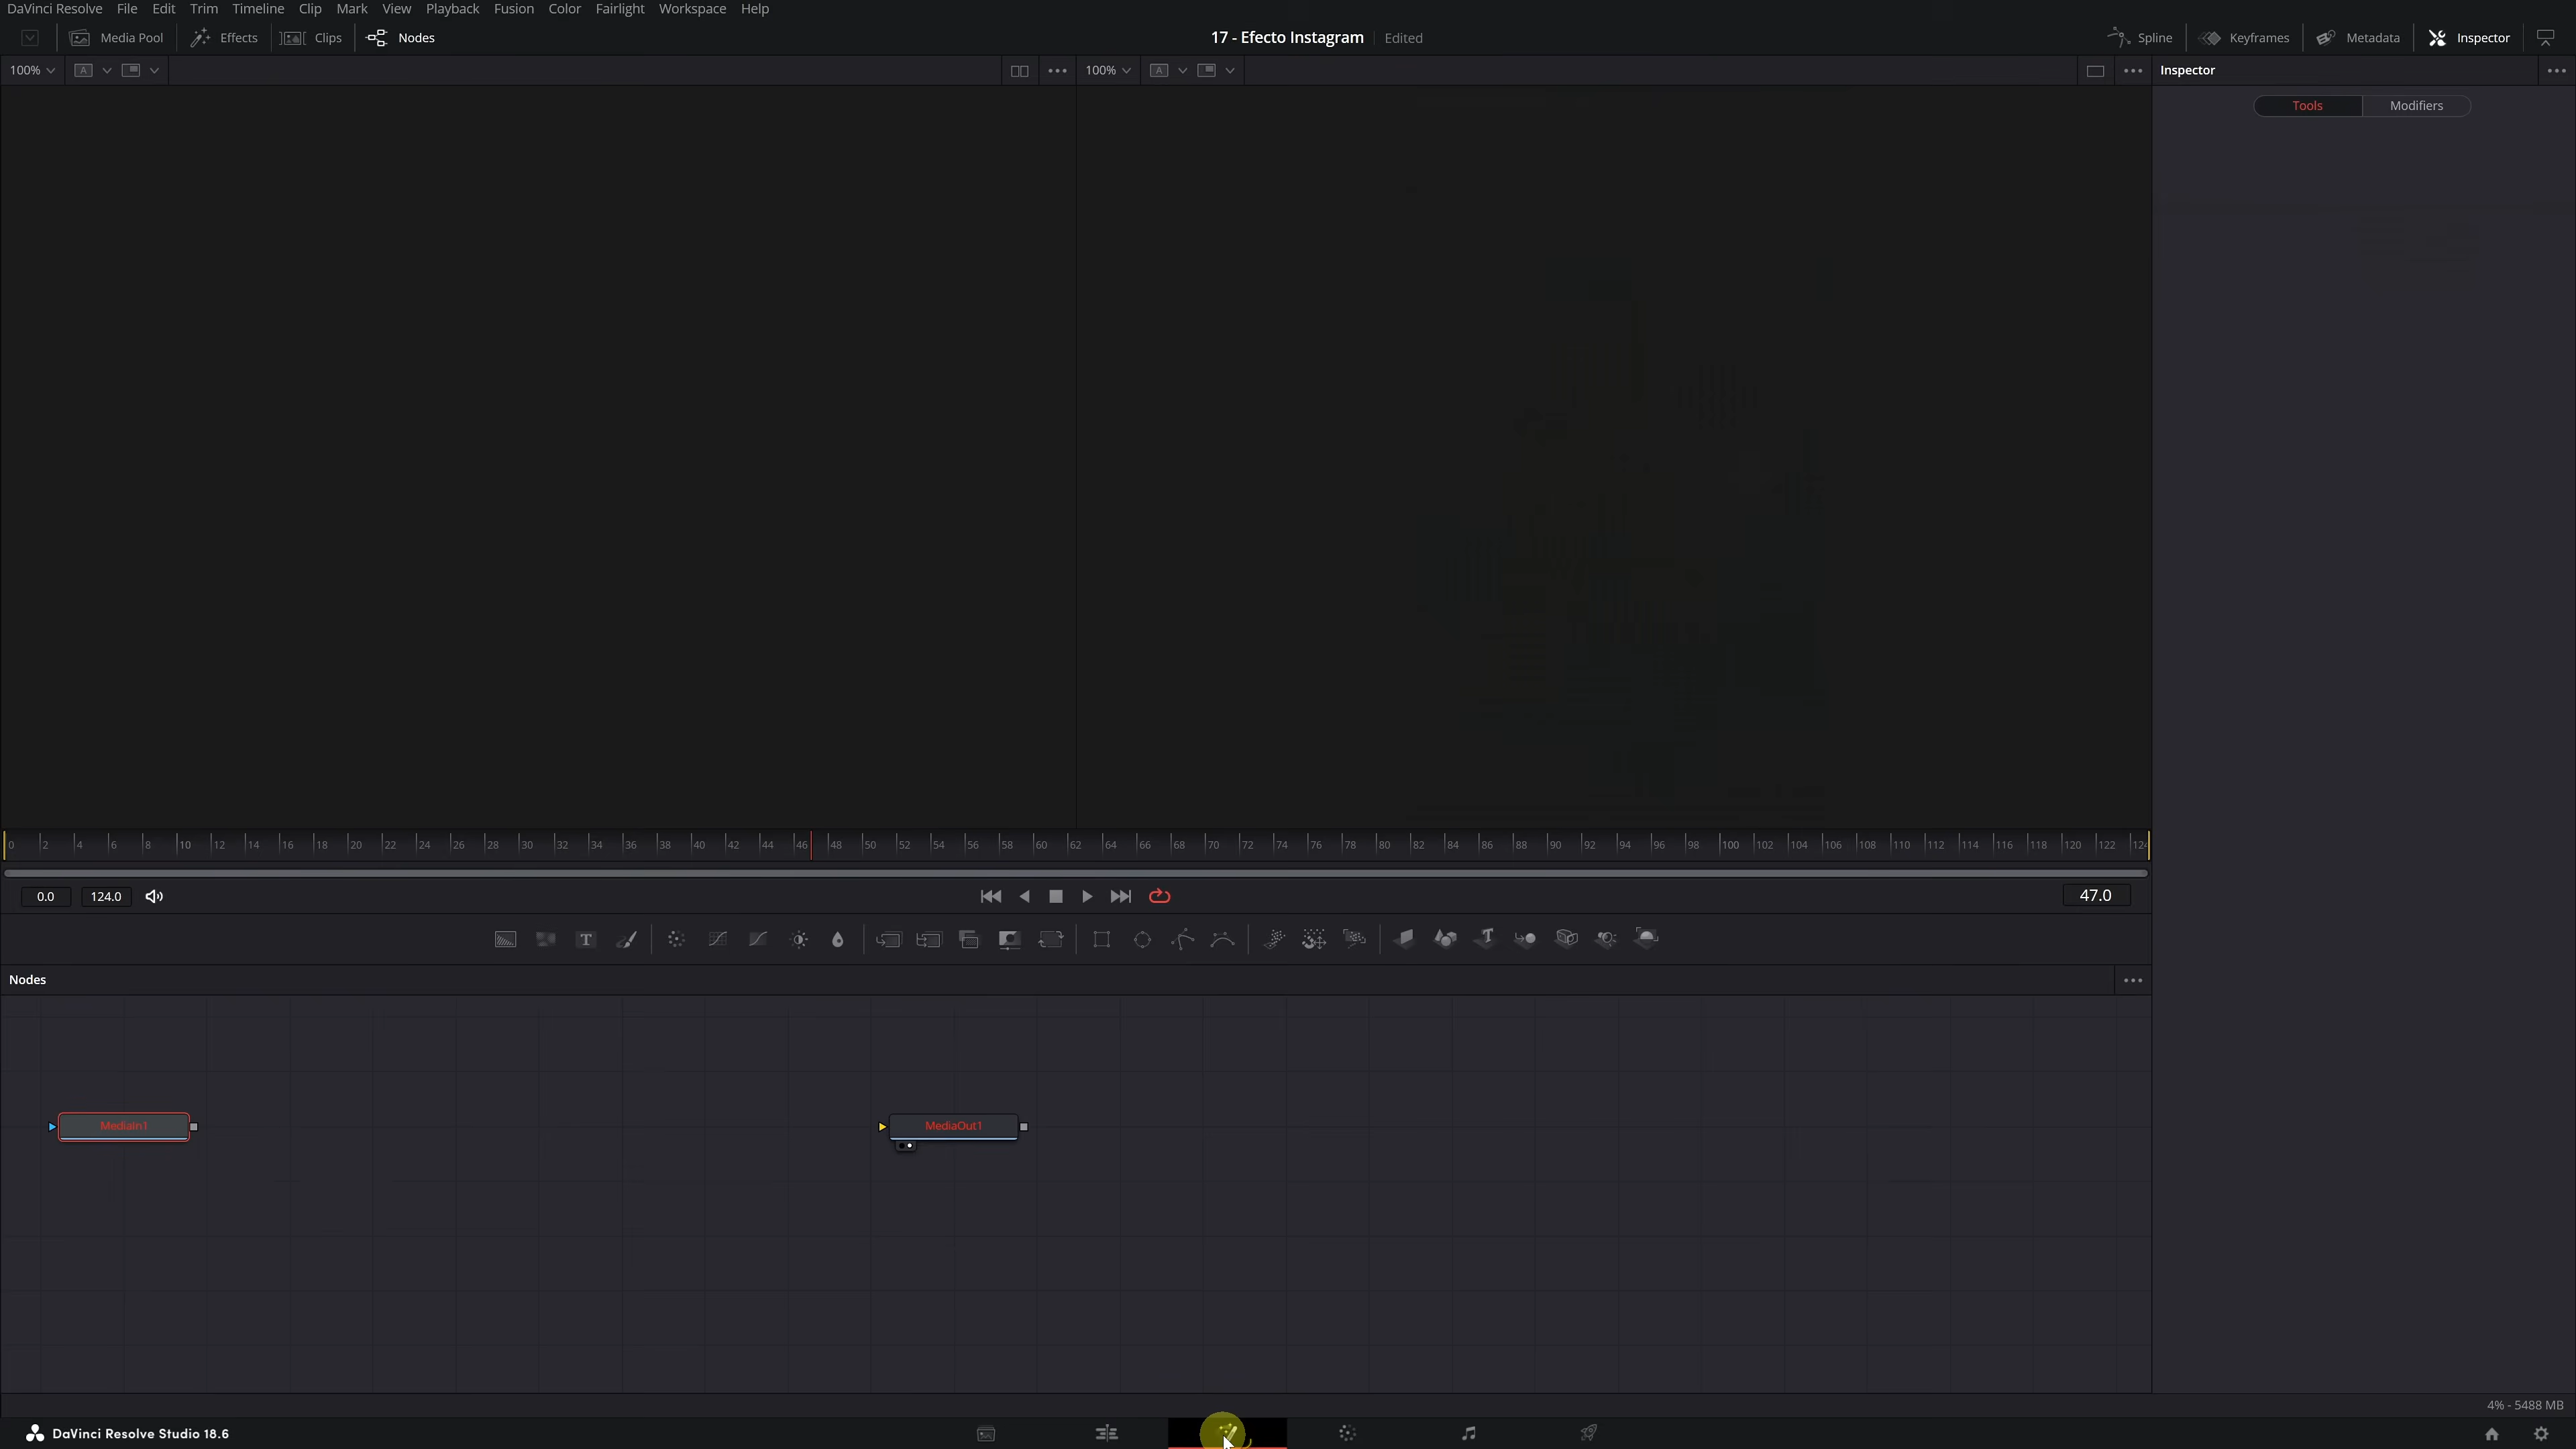 DaVinci Resolve File Edit Trim Timeline Clip Mark View Playback Fusion Color Fairlight Workspace Help
Media Pool Effects Clips Nodes 17 - Efecto Instagram Edited Spline Keyframes Metadata Inspector
100% A 100% A Inspector
Tools Modifiers
0 2 4 6 8 10 12 14 16 18 20 22 24 26 28 30 32 34 36 38 40 42 44 46 48 50 52 54 56 58 60 62 64 66 68 70 72 74 76 78 80 82 84 86 88 90 92 94 96 98 100 102 104 106 108 110 112 114 116 118 120 122 124
0.0 124.0 47.0
T
Nodes
MediaIn1 MediaOut1
4% - 5488 MB
DaVinci Resolve Studio 18.6